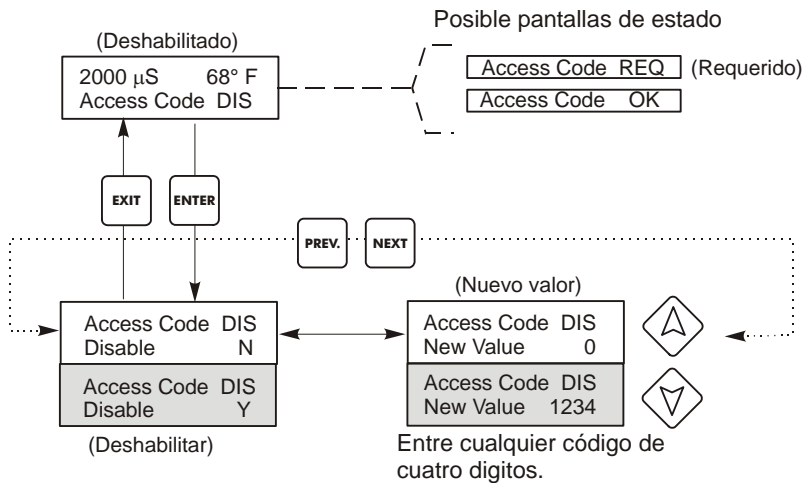 Posible pantallas de estado
(Deshabilitado)
2000 µS 68° F
Access Code DIS
Access Code REQ (Requerido)
Access Code OK
EXIT
ENTER
PREV.
NEXT
Access Code DIS
Disable N
Access Code DIS
Disable Y
(Deshabilitar)
(Nuevo valor)
Access Code DIS
New Value 0
Access Code DIS
New Value 1234
Entre cualquier código de
cuatro digitos.